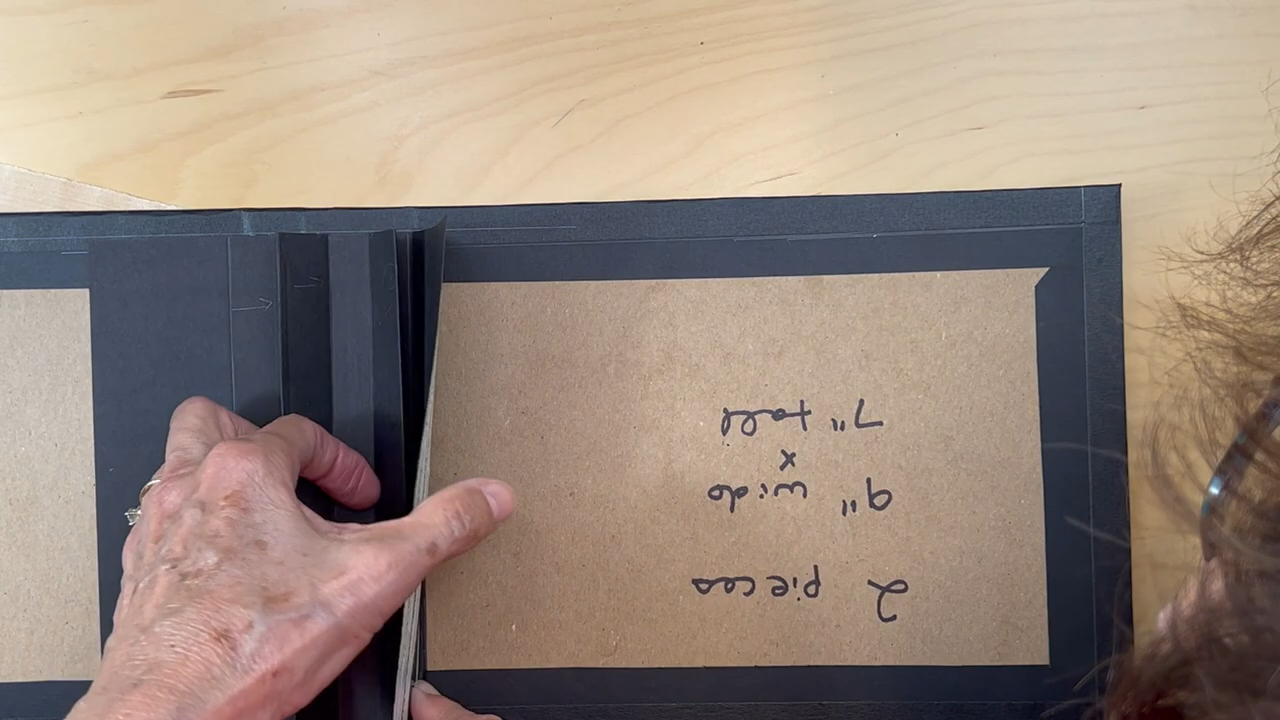 2 pieces
9" wide
x
7" tall